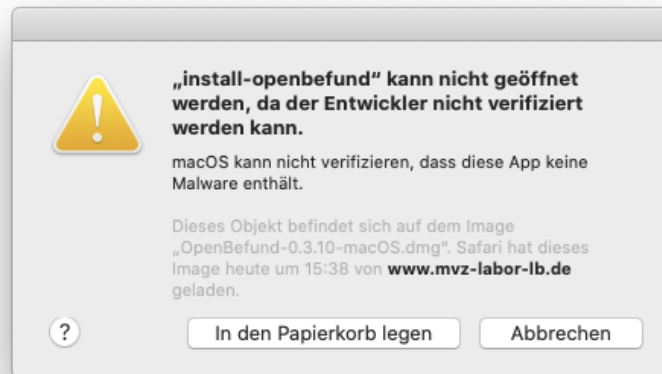 „install-openbefund“ kann nicht geöffnet
werden, da der Entwickler nicht verifiziert
werden kann.
macOS kann nicht verifizieren, dass diese App keine
Malware enthält.
Dieses Objekt befindet sich auf dem Image
„OpenBefund-0.3.10-macOS.dmg“. Safari hat dieses
Image heute um 15:38 von www.mvz-labor-lb.de
geladen.
? In den Papierkorb legen Abbrechen